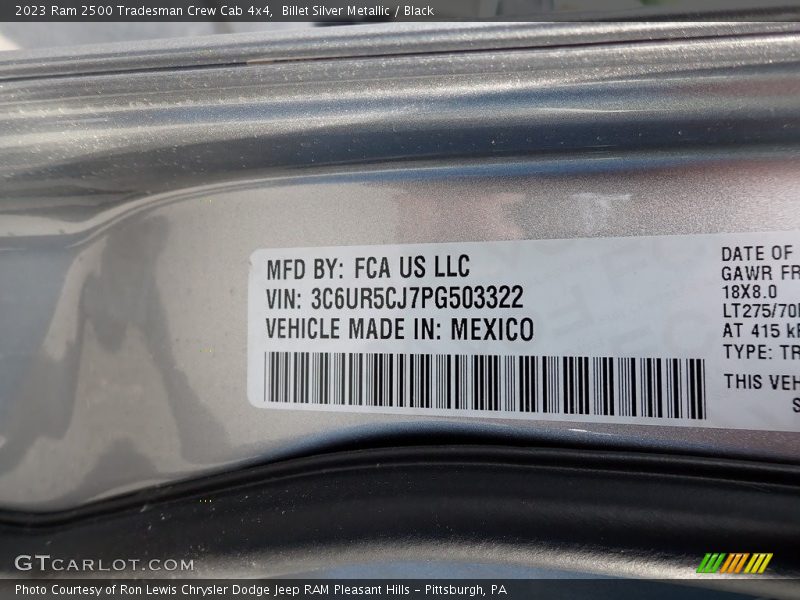 2023 Ram 2500 Tradesman Crew Cab 4x4,  Billet Silver Metallic / Black
MFD BY: FCA US LLC
VIN: 3C6UR5CJ7PG503322
VEHICLE MADE IN: MEXICO
DATE OF
GAWR FR
18X8.0
LT275/70
AT 415 k
TYPE: TR
THIS VEH
S
GTCARLOT.COM
Photo Courtesy of Ron Lewis Chrysler Dodge Jeep RAM Pleasant Hills - Pittsburgh, PA